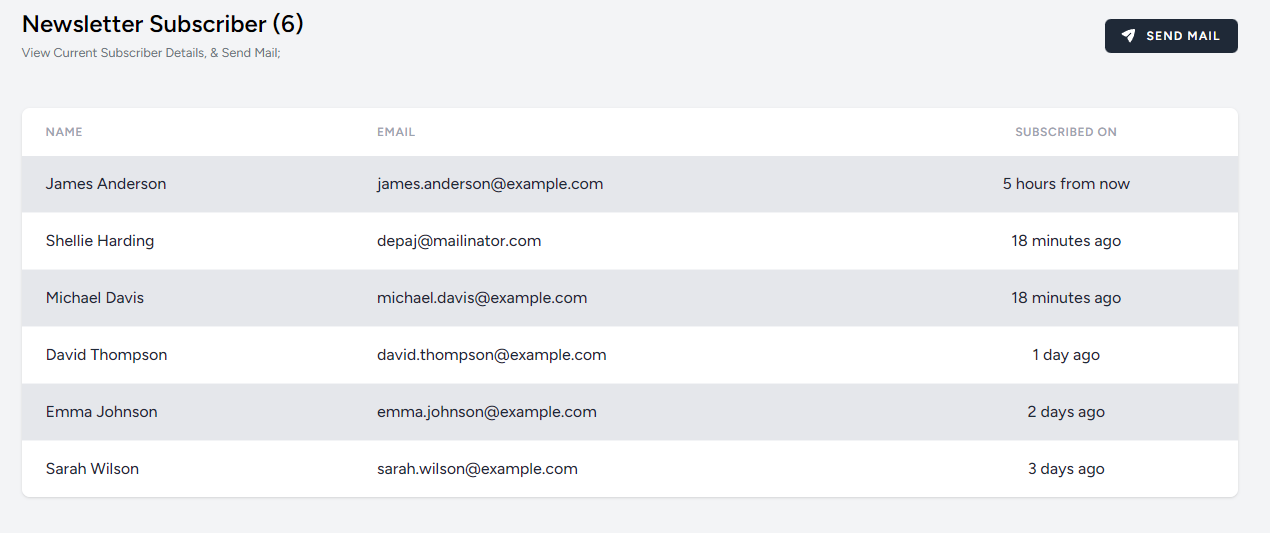 Newsletter Subscriber (6)
View Current Subscriber Details, & Send Mail;
SEND MAIL
NAME EMAIL SUBSCRIBED ON
James Anderson james.anderson@example.com 5 hours from now
Shellie Harding depaj@mailinator.com 18 minutes ago
Michael Davis michael.davis@example.com 18 minutes ago
David Thompson david.thompson@example.com 1 day ago
Emma Johnson emma.johnson@example.com 2 days ago
Sarah Wilson sarah.wilson@example.com 3 days ago